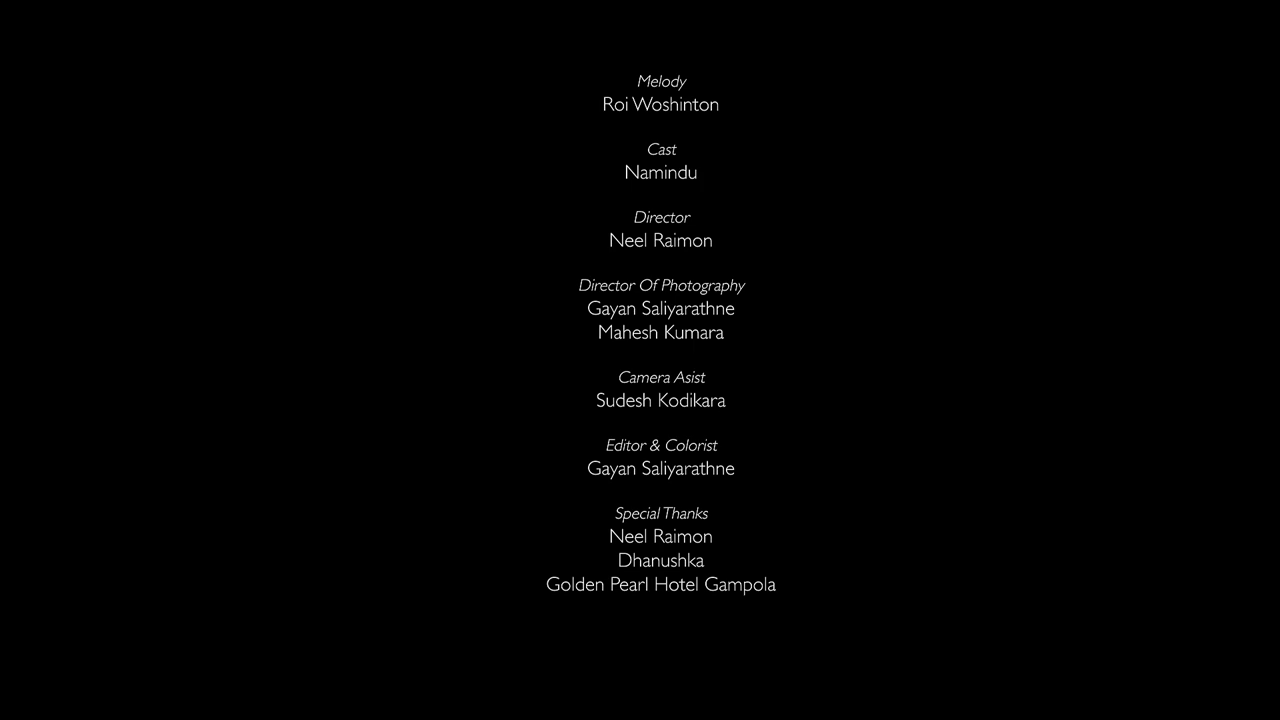 Melody
Roi Woshinton
Cast
Namindu
Director
Neel Raimon
Director Of Photography
Gayan Saliyarathne
Mahesh Kumara
Camera Asist
Sudesh Kodikara
Editor & Colorist
Gayan Saliyarathne
Special Thanks
Neel Raimon
Dhanushka
Golden Pearl Hotel Gampola